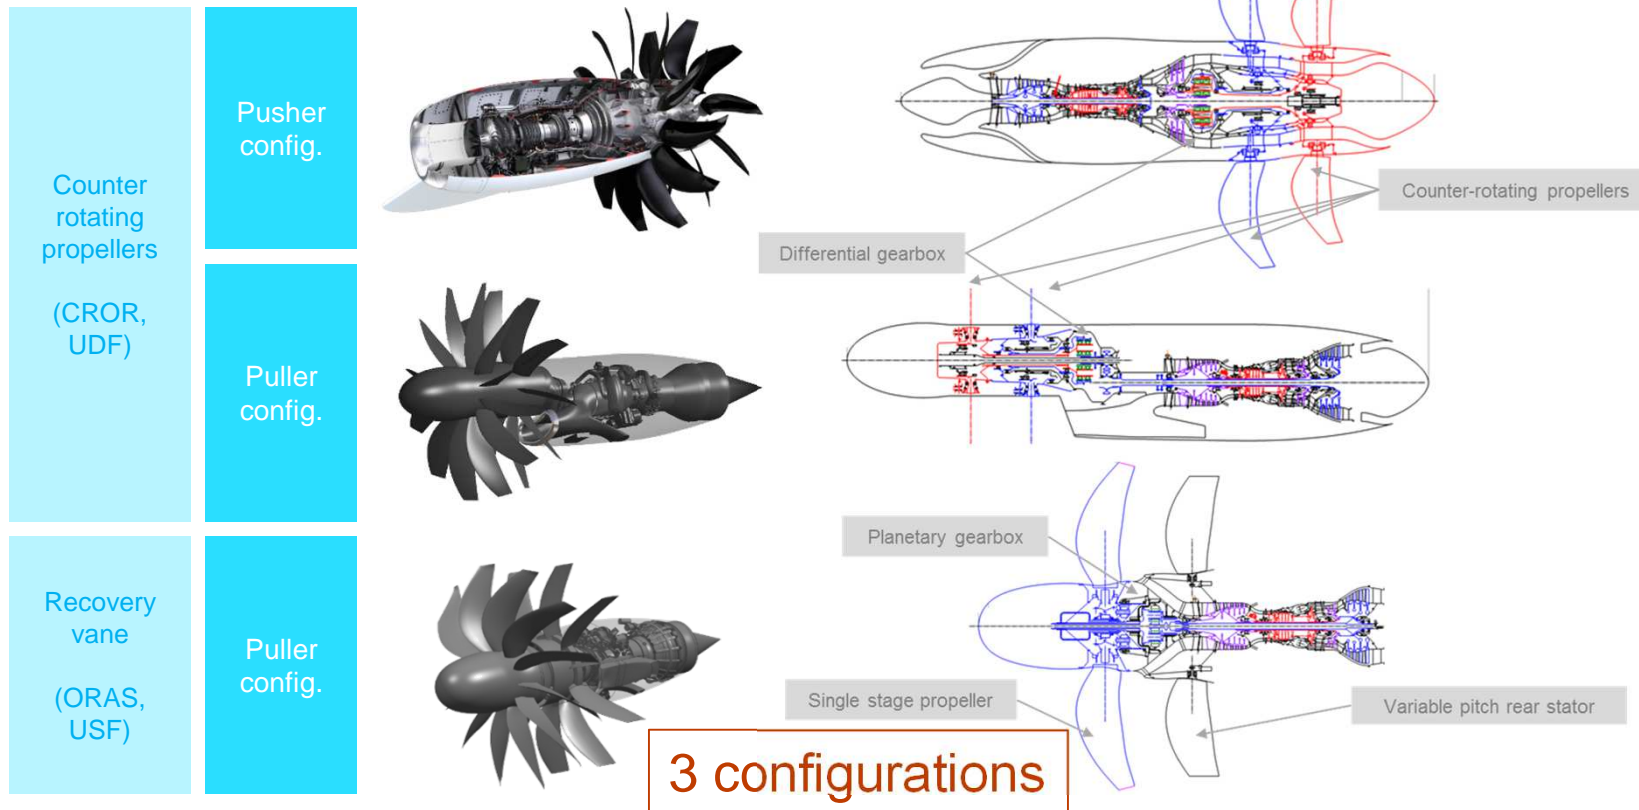 Counter
rotating
propellers
(CROR,
UDF)
Pusher
config.
Differential gearbox
Counter-rotating propellers
Puller
config.
Recovery
vane
(ORAS,
USF)
Puller
config.
Planetary gearbox
Single stage propeller
Variable pitch rear stator
3 configurations